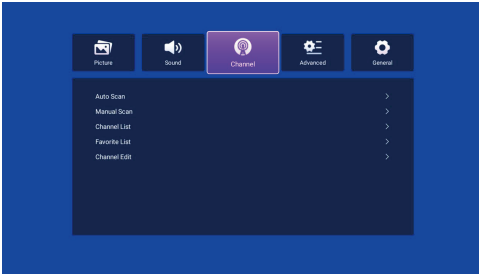 Picture
Sound
Channel
Advanced
General
Auto Scan
Manual Scan
Channel List
Favorite List
Channel Edit